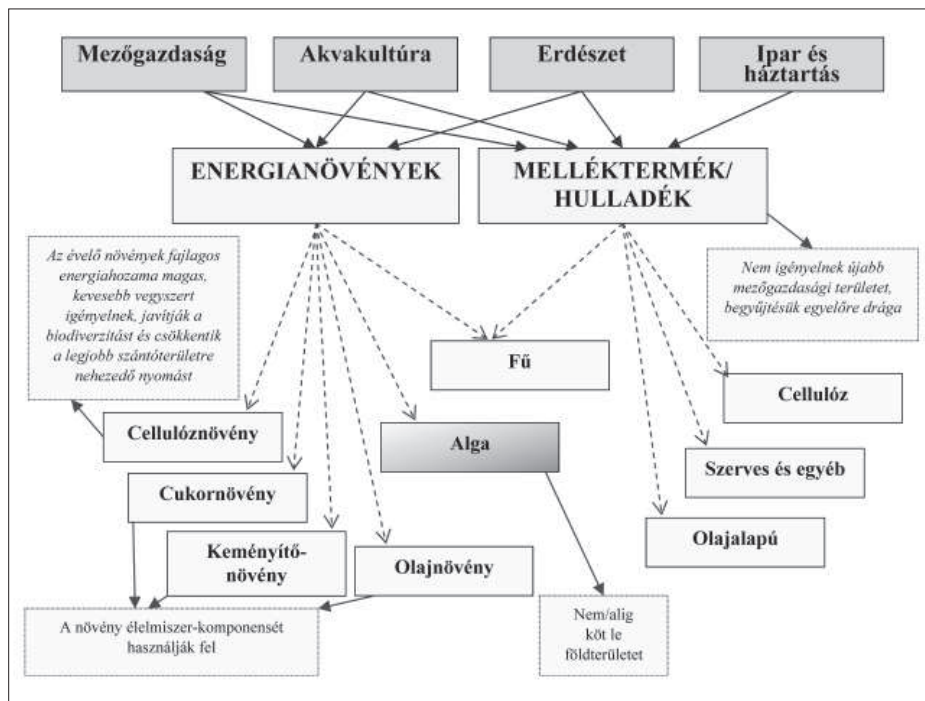 Mezőgazdaság
Akvakultúra
Erdészet
Ipar és
háztartás
ENERGIANÖVÉNYEK
MELLÉKTERMÉK/
HULLADÉK
Az évelő növények fajlagos
energiahozama magas,
kevesebb vegyszert
igényelnek, javítják a
biodiverzitást és csökkentik
a legjobb szántóterületre
nehezedő nyomást
Nem igényelnek újabb
mezőgazdasági területet,
begyűjtésük egyelőre drága
Fű
Cellulóz
Cellulóznövény
Alga
Szerves és egyéb
Cukornövény
Olajalapú
Keményítő-
növény
Olajnövény
A növény élelmiszer-komponensét
használják fel
Nem/alig
köt le
földterületet